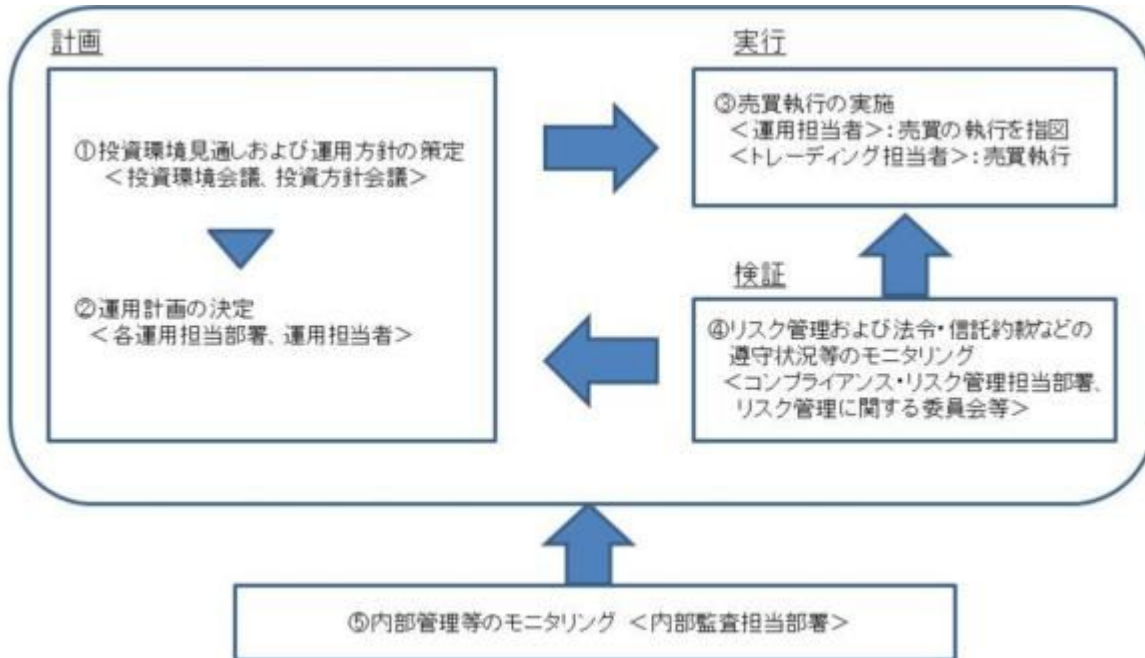 計画
①投資環境見通しおよび運用方針の策定
＜投資環境会議、投資方針会議＞
②運用計画の決定
＜各運用担当部署、運用担当者＞
実行
③売買執行の実施
＜運用担当者＞：売買の執行を指図
＜トレーディング担当者＞：売買執行
検証
④リスク管理および法令・信託約款などの
遵守状況等のモニタリング
＜コンプライアンス・リスク管理担当部署、
リスク管理に関する委員会等＞
⑤内部管理等のモニタリング ＜内部監査担当部署＞